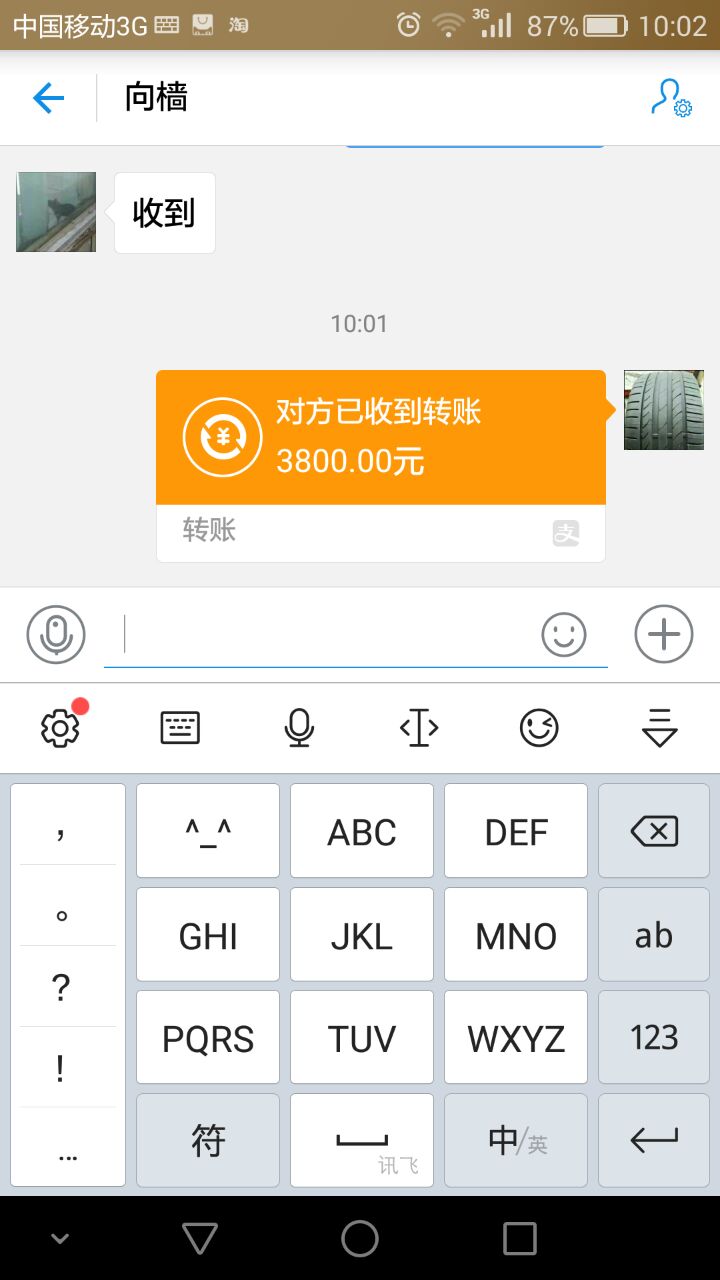 中国移动3G 淘 3G 87% 10:02
向樯
收到
10:01
对方已收到转账
3800.00元
转账 支
, ^_^ ABC DEF
。 GHI JKL MNO ab
?
! PQRS TUV WXYZ 123
... 符 讯飞 中/英